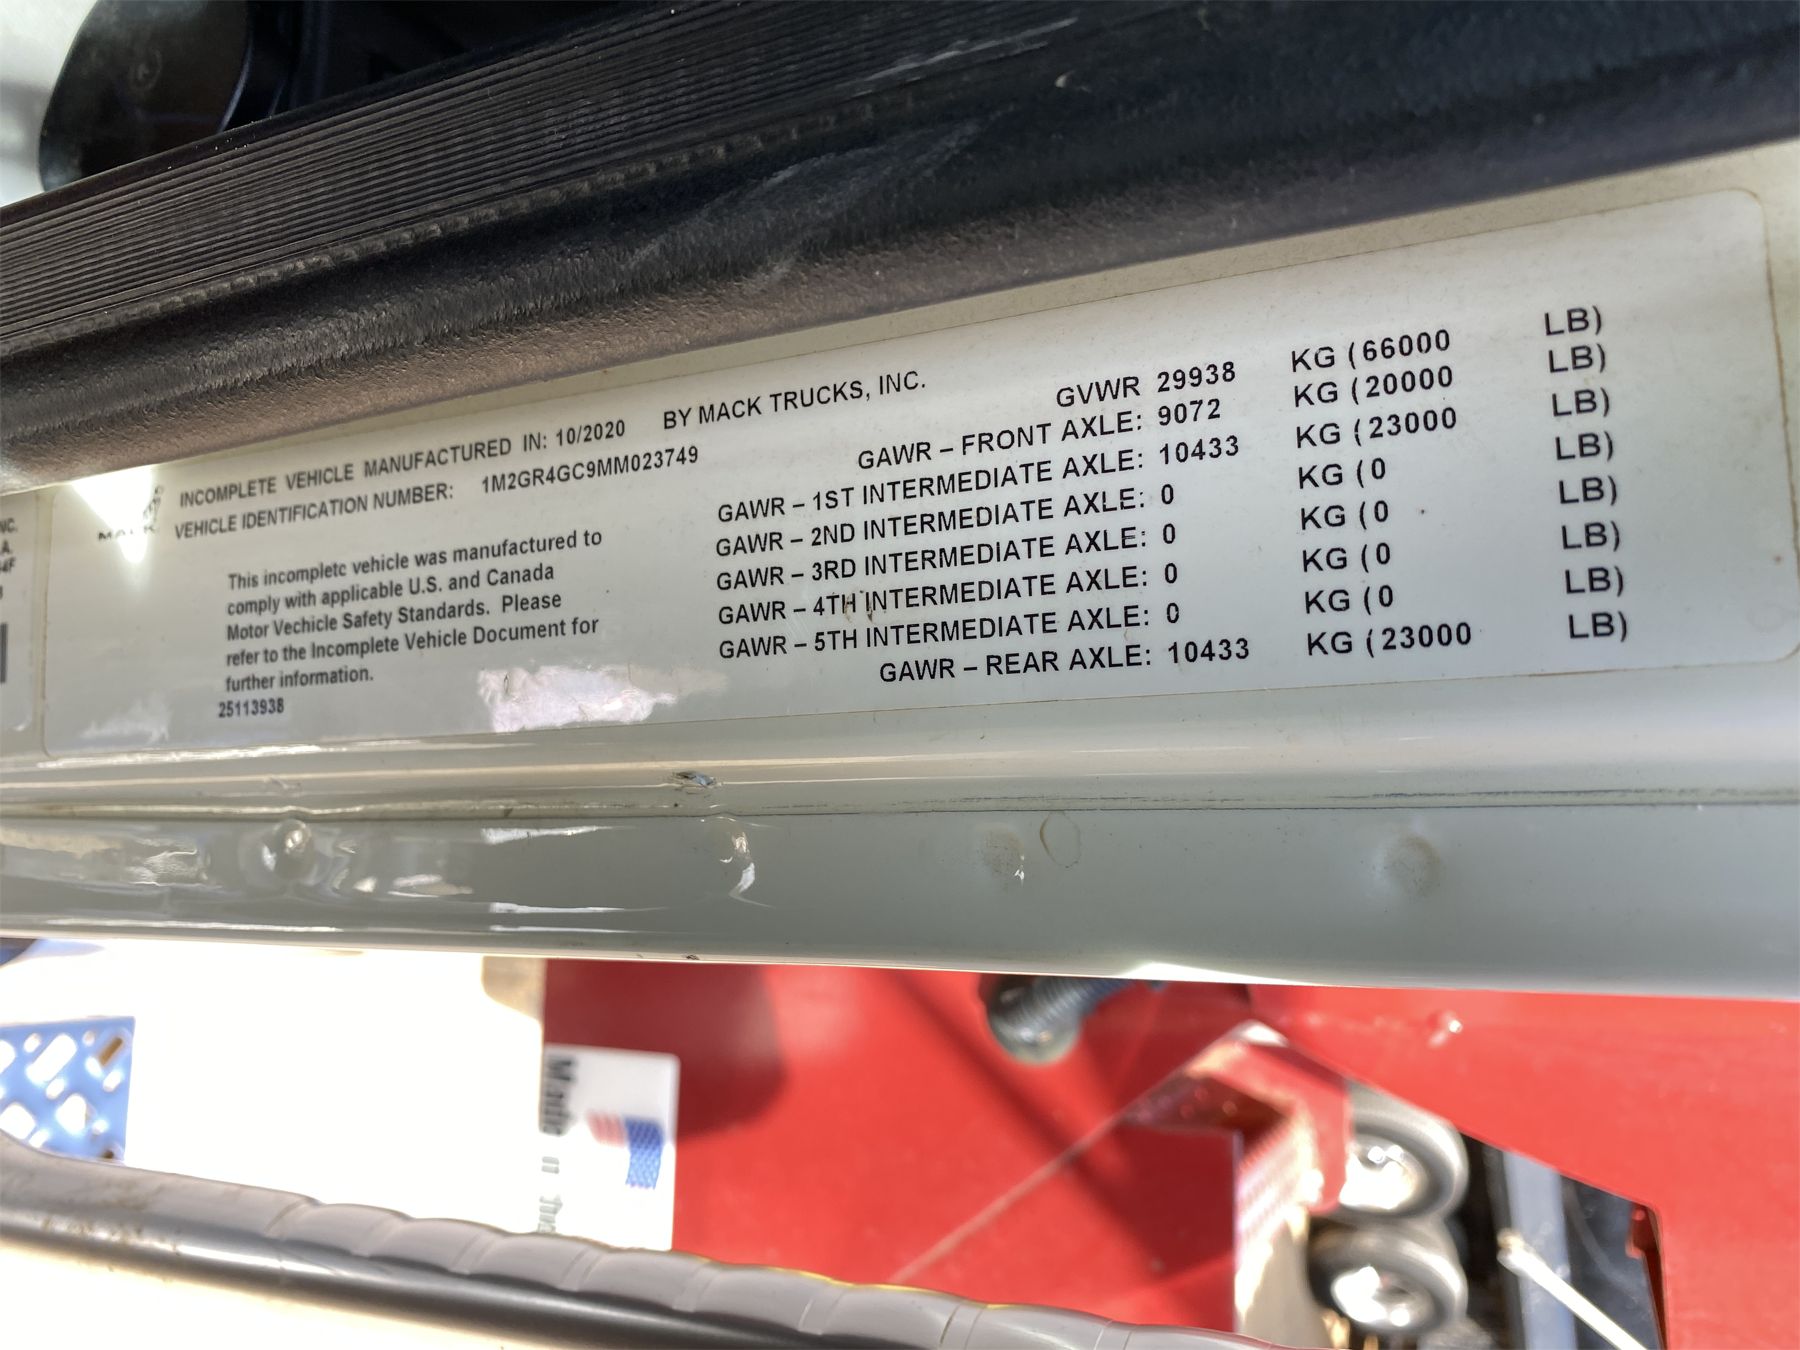 INCOMPLETE VEHICLE MANUFACTURED IN: 10/2020 BY MACK TRUCKS, INC.
VEHICLE IDENTIFICATION NUMBER: 1M2GR4GC9MM023749
This incomplete vehicle was manufactured to
comply with applicable U.S. and Canada
Motor Vechicle Safety Standards. Please
refer to the Incomplete Vehicle Document for
further information.
25113938
GVWR 29938 KG (66000 LB)
GAWR – FRONT AXLE: 9072 KG (20000 LB)
GAWR – 1ST INTERMEDIATE AXLE: 10433 KG (23000 LB)
GAWR – 2ND INTERMEDIATE AXLE: 0 KG (0 LB)
GAWR – 3RD INTERMEDIATE AXLE: 0 KG (0 LB)
GAWR – 4TH INTERMEDIATE AXLE: 0 KG (0 LB)
GAWR – 5TH INTERMEDIATE AXLE: 0 KG (0 LB)
GAWR – REAR AXLE: 10433 KG (23000 LB)